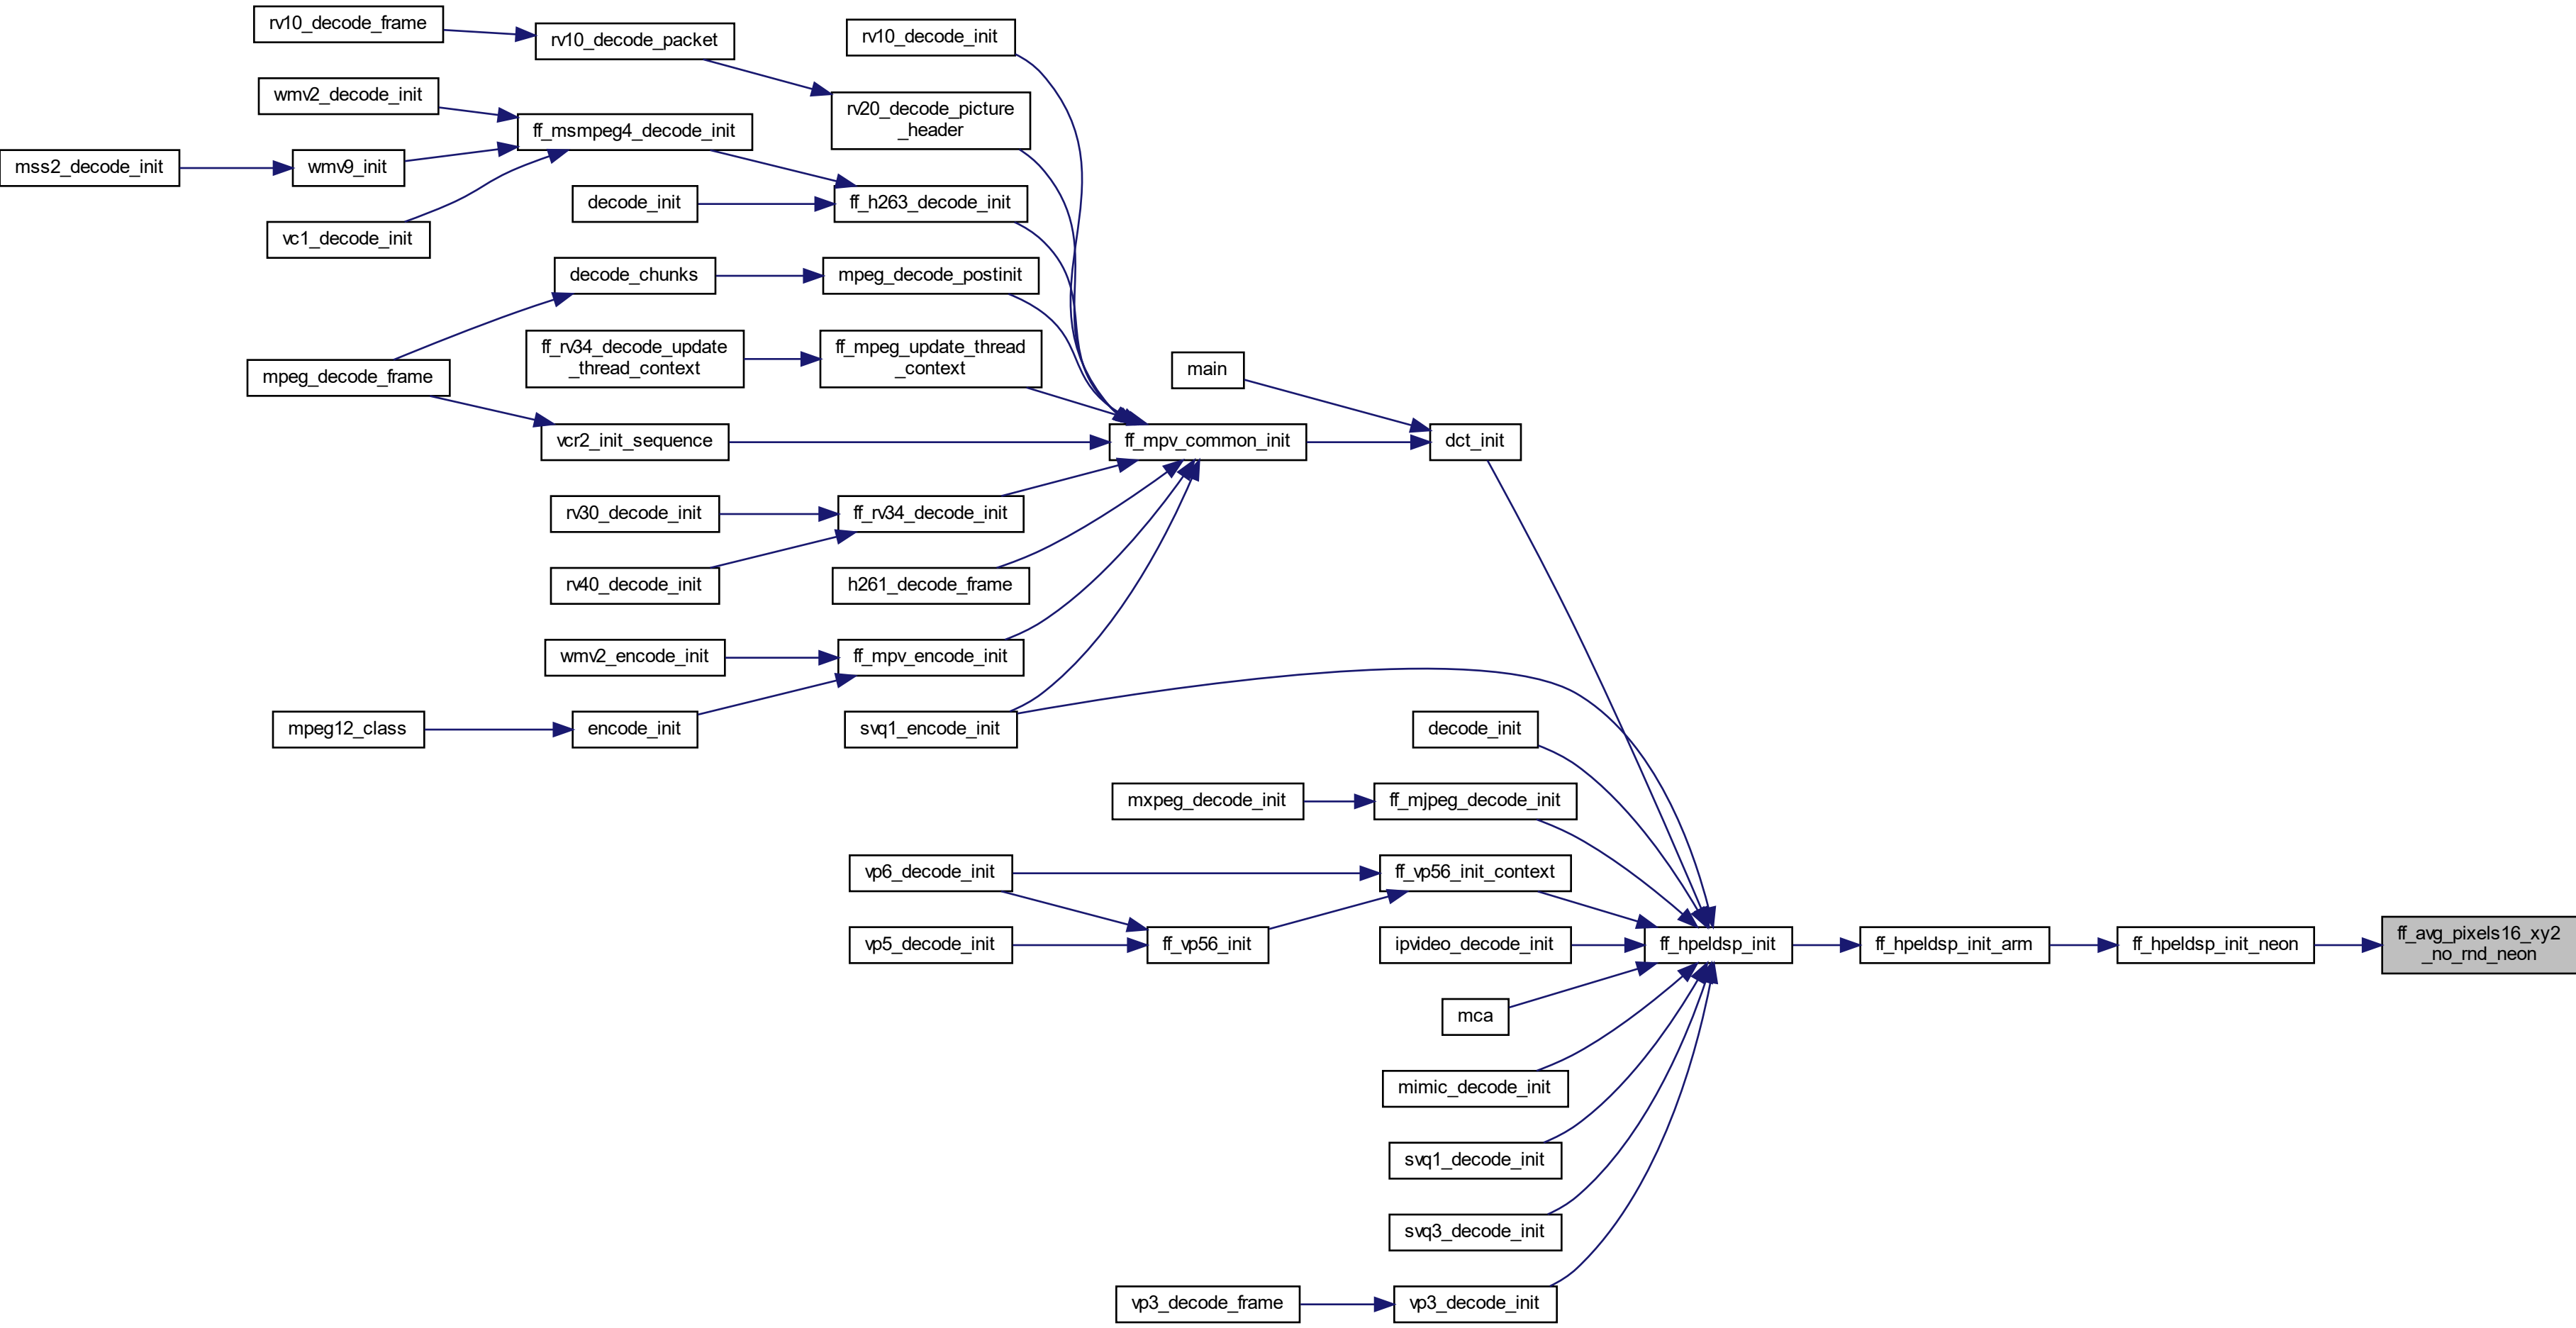 rv10_decode_frame
rv10_decode_packet
rv10_decode_init
wmv2_decode_init
rv20_decode_picture
_header
ff_msmpeg4_decode_init
mss2_decode_init
wmv9_init
decode_init
ff_h263_decode_init
vc1_decode_init
decode_chunks
mpeg_decode_postinit
ff_rv34_decode_update
_thread_context
ff_mpeg_update_thread
_context
main
mpeg_decode_frame
vcr2_init_sequence
ff_mpv_common_init
dct_init
rv30_decode_init
ff_rv34_decode_init
rv40_decode_init
h261_decode_frame
wmv2_encode_init
ff_mpv_encode_init
mpeg12_class
encode_init
svq1_encode_init
decode_init
mxpeg_decode_init
ff_mjpeg_decode_init
vp6_decode_init
ff_vp56_init_context
vp5_decode_init
ff_vp56_init
ipvideo_decode_init
ff_hpeldsp_init
ff_hpeldsp_init_arm
ff_hpeldsp_init_neon
ff_avg_pixels16_xy2
_no_rnd_neon
mca
mimic_decode_init
svq1_decode_init
svq3_decode_init
vp3_decode_frame
vp3_decode_init